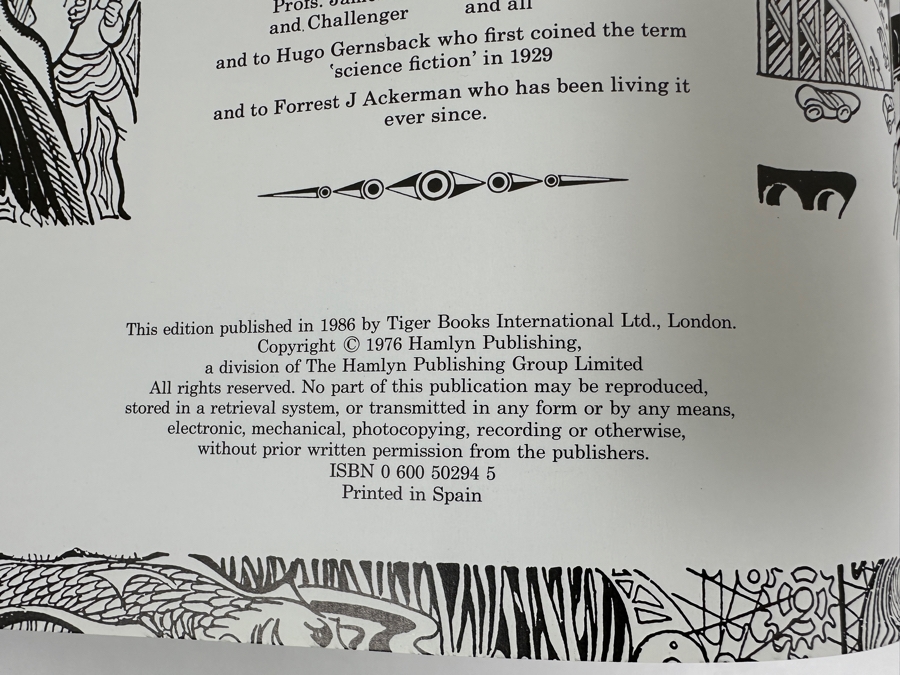 Profs.
and Challenger and all
and to Hugo Gernsback who first coined the term
‘science fiction’ in 1929
and to Forrest J Ackerman who has been living it
ever since.
This edition published in 1986 by Tiger Books International Ltd., London.
Copyright © 1976 Hamlyn Publishing,
a division of The Hamlyn Publishing Group Limited
All rights reserved. No part of this publication may be reproduced,
stored in a retrieval system, or transmitted in any form or by any means,
electronic, mechanical, photocopying, recording or otherwise,
without prior written permission from the publishers.
ISBN 0 600 50294 5
Printed in Spain